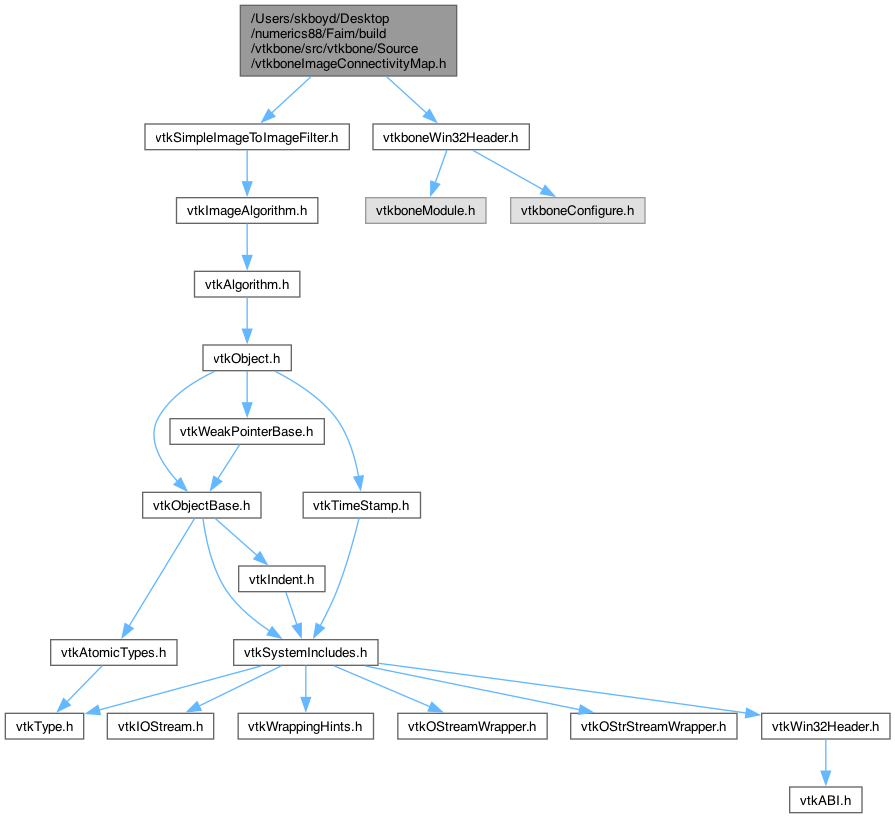 /Users/skboyd/Desktop
/numerics88/Faim/build
/vtkbone/src/vtkbone/Source
/vtkboneImageConnectivityMap.h
vtkSimpleImageToImageFilter.h
vtkboneWin32Header.h
vtkImageAlgorithm.h
vtkboneModule.h
vtkboneConfigure.h
vtkAlgorithm.h
vtkObject.h
vtkWeakPointerBase.h
vtkObjectBase.h
vtkTimeStamp.h
vtkIndent.h
vtkAtomicTypes.h
vtkSystemIncludes.h
vtkType.h
vtkIOStream.h
vtkWrappingHints.h
vtkOStreamWrapper.h
vtkOStrStreamWrapper.h
vtkWin32Header.h
vtkABI.h